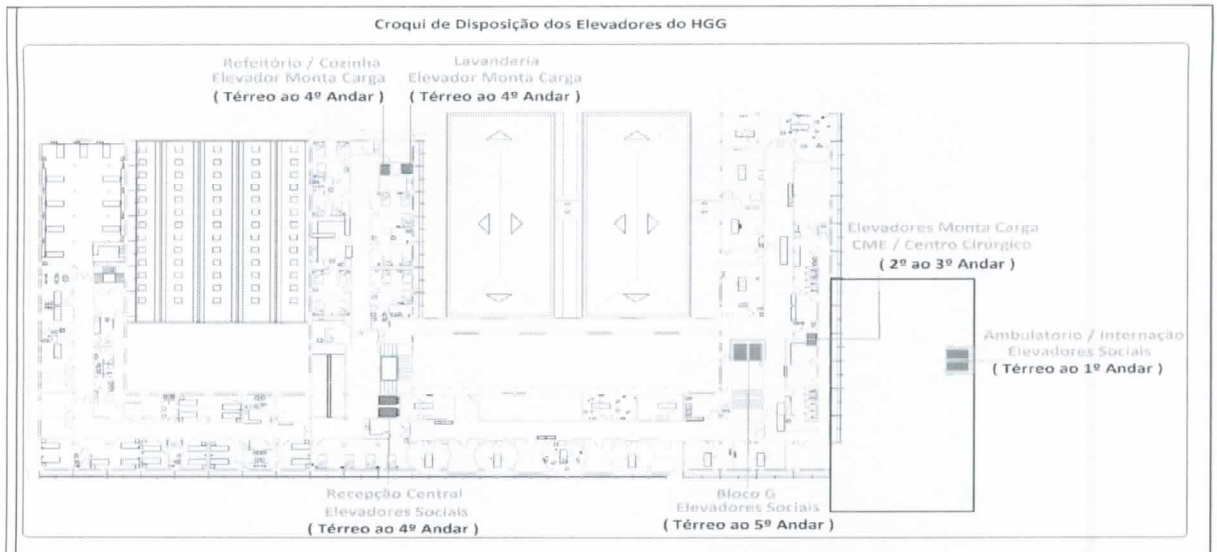 Croqui de Disposição dos Elevadores do HGG
Refeitório / Cozinha
Elevador Monta Carga
( Térreo ao 4º Andar )
Lavanderia
Elevador Monta Carga
( Térreo ao 4º Andar )
Elevadores Monta Carga
CME / Centro Cirúrgico
( 2º ao 3º Andar )
Ambulatorio / Internação
Elevadores Sociais
( Térreo ao 1º Andar )
Recepção Central
Elevadores Sociais
( Térreo ao 4º Andar )
Bloco G
Elevadores Sociais
( Térreo ao 5º Andar )